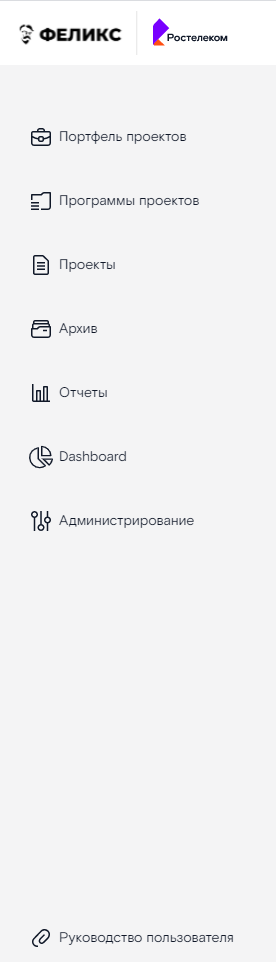 ФЕЛИКС
Ростелеком
Портфель проектов
Программы проектов
Проекты
Архив
Отчеты
Dashboard
Администрирование
Руководство пользователя